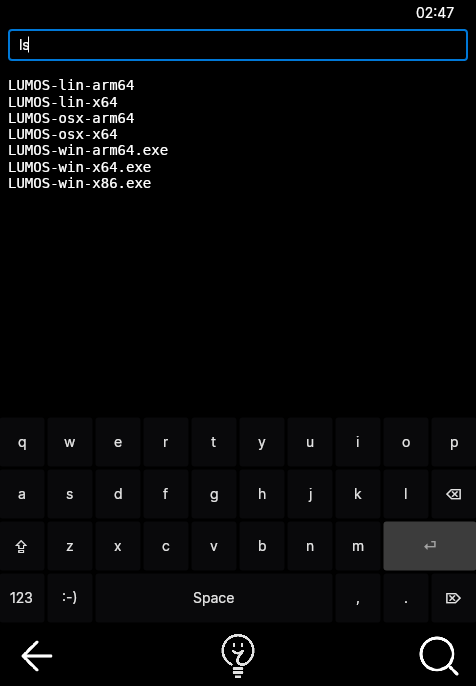 02:47
ls
LUMOS-lin-arm64
LUMOS-lin-x64
LUMOS-osx-arm64
LUMOS-osx-x64
LUMOS-win-arm64.exe
LUMOS-win-x64.exe
LUMOS-win-x86.exe
q w e r t y u i o p
a s d f g h j k l
z x c v b n m
123 :-) Space , .